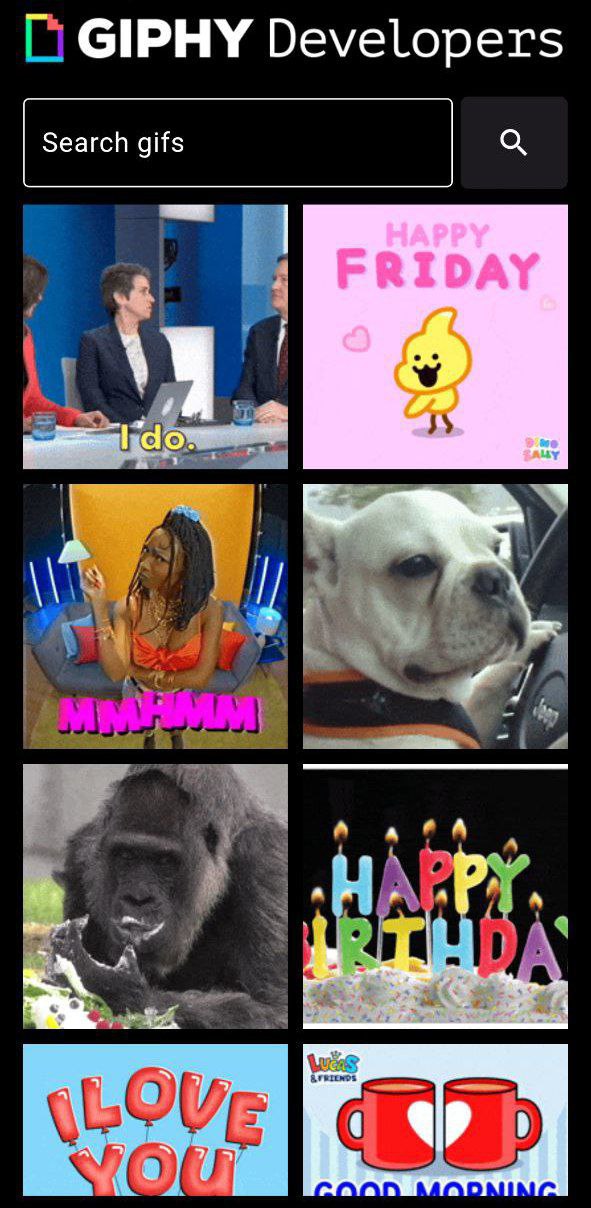 GIPHY Developers
Search gifs
I do.
HAPPY
FRIDAY
DINO
SALLY
MMHMM
Jeep
HAPPY
BIRTHDAY
I LOVE
YOU
LUCAS
& FRIENDS
GOOD MORNING